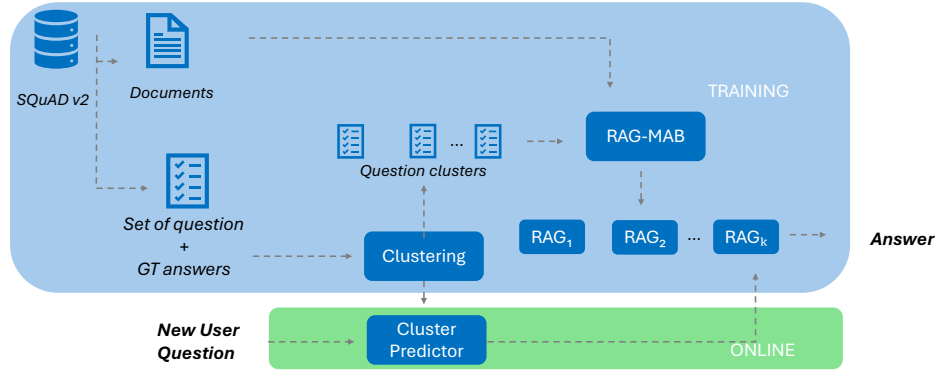 SQuAD v2
Documents
TRAINING
RAG-MAB
...
Question clusters
Set of question
+
GT answers
Clustering
RAG1
RAG2
...
RAGk
Answer
New User
Question
Cluster
Predictor
ONLINE